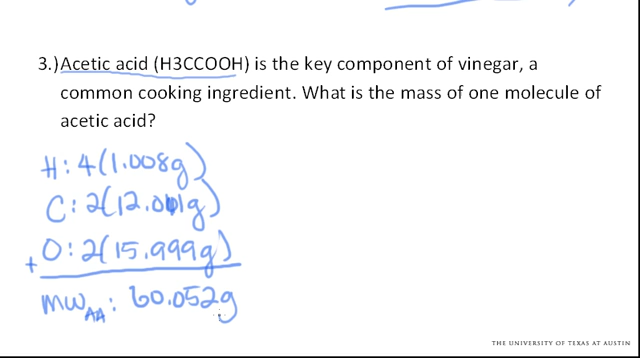 3.)Acetic acid (H3CCOOH) is the key component of vinegar, a
common cooking ingredient. What is the mass of one molecule of
acetic acid?
H: 4(1.008g)
C: 2(12.011g)
+ O: 2(15.999g)
MW AA: 60.052g
THE UNIVERSITY OF TEXAS AT AUSTIN